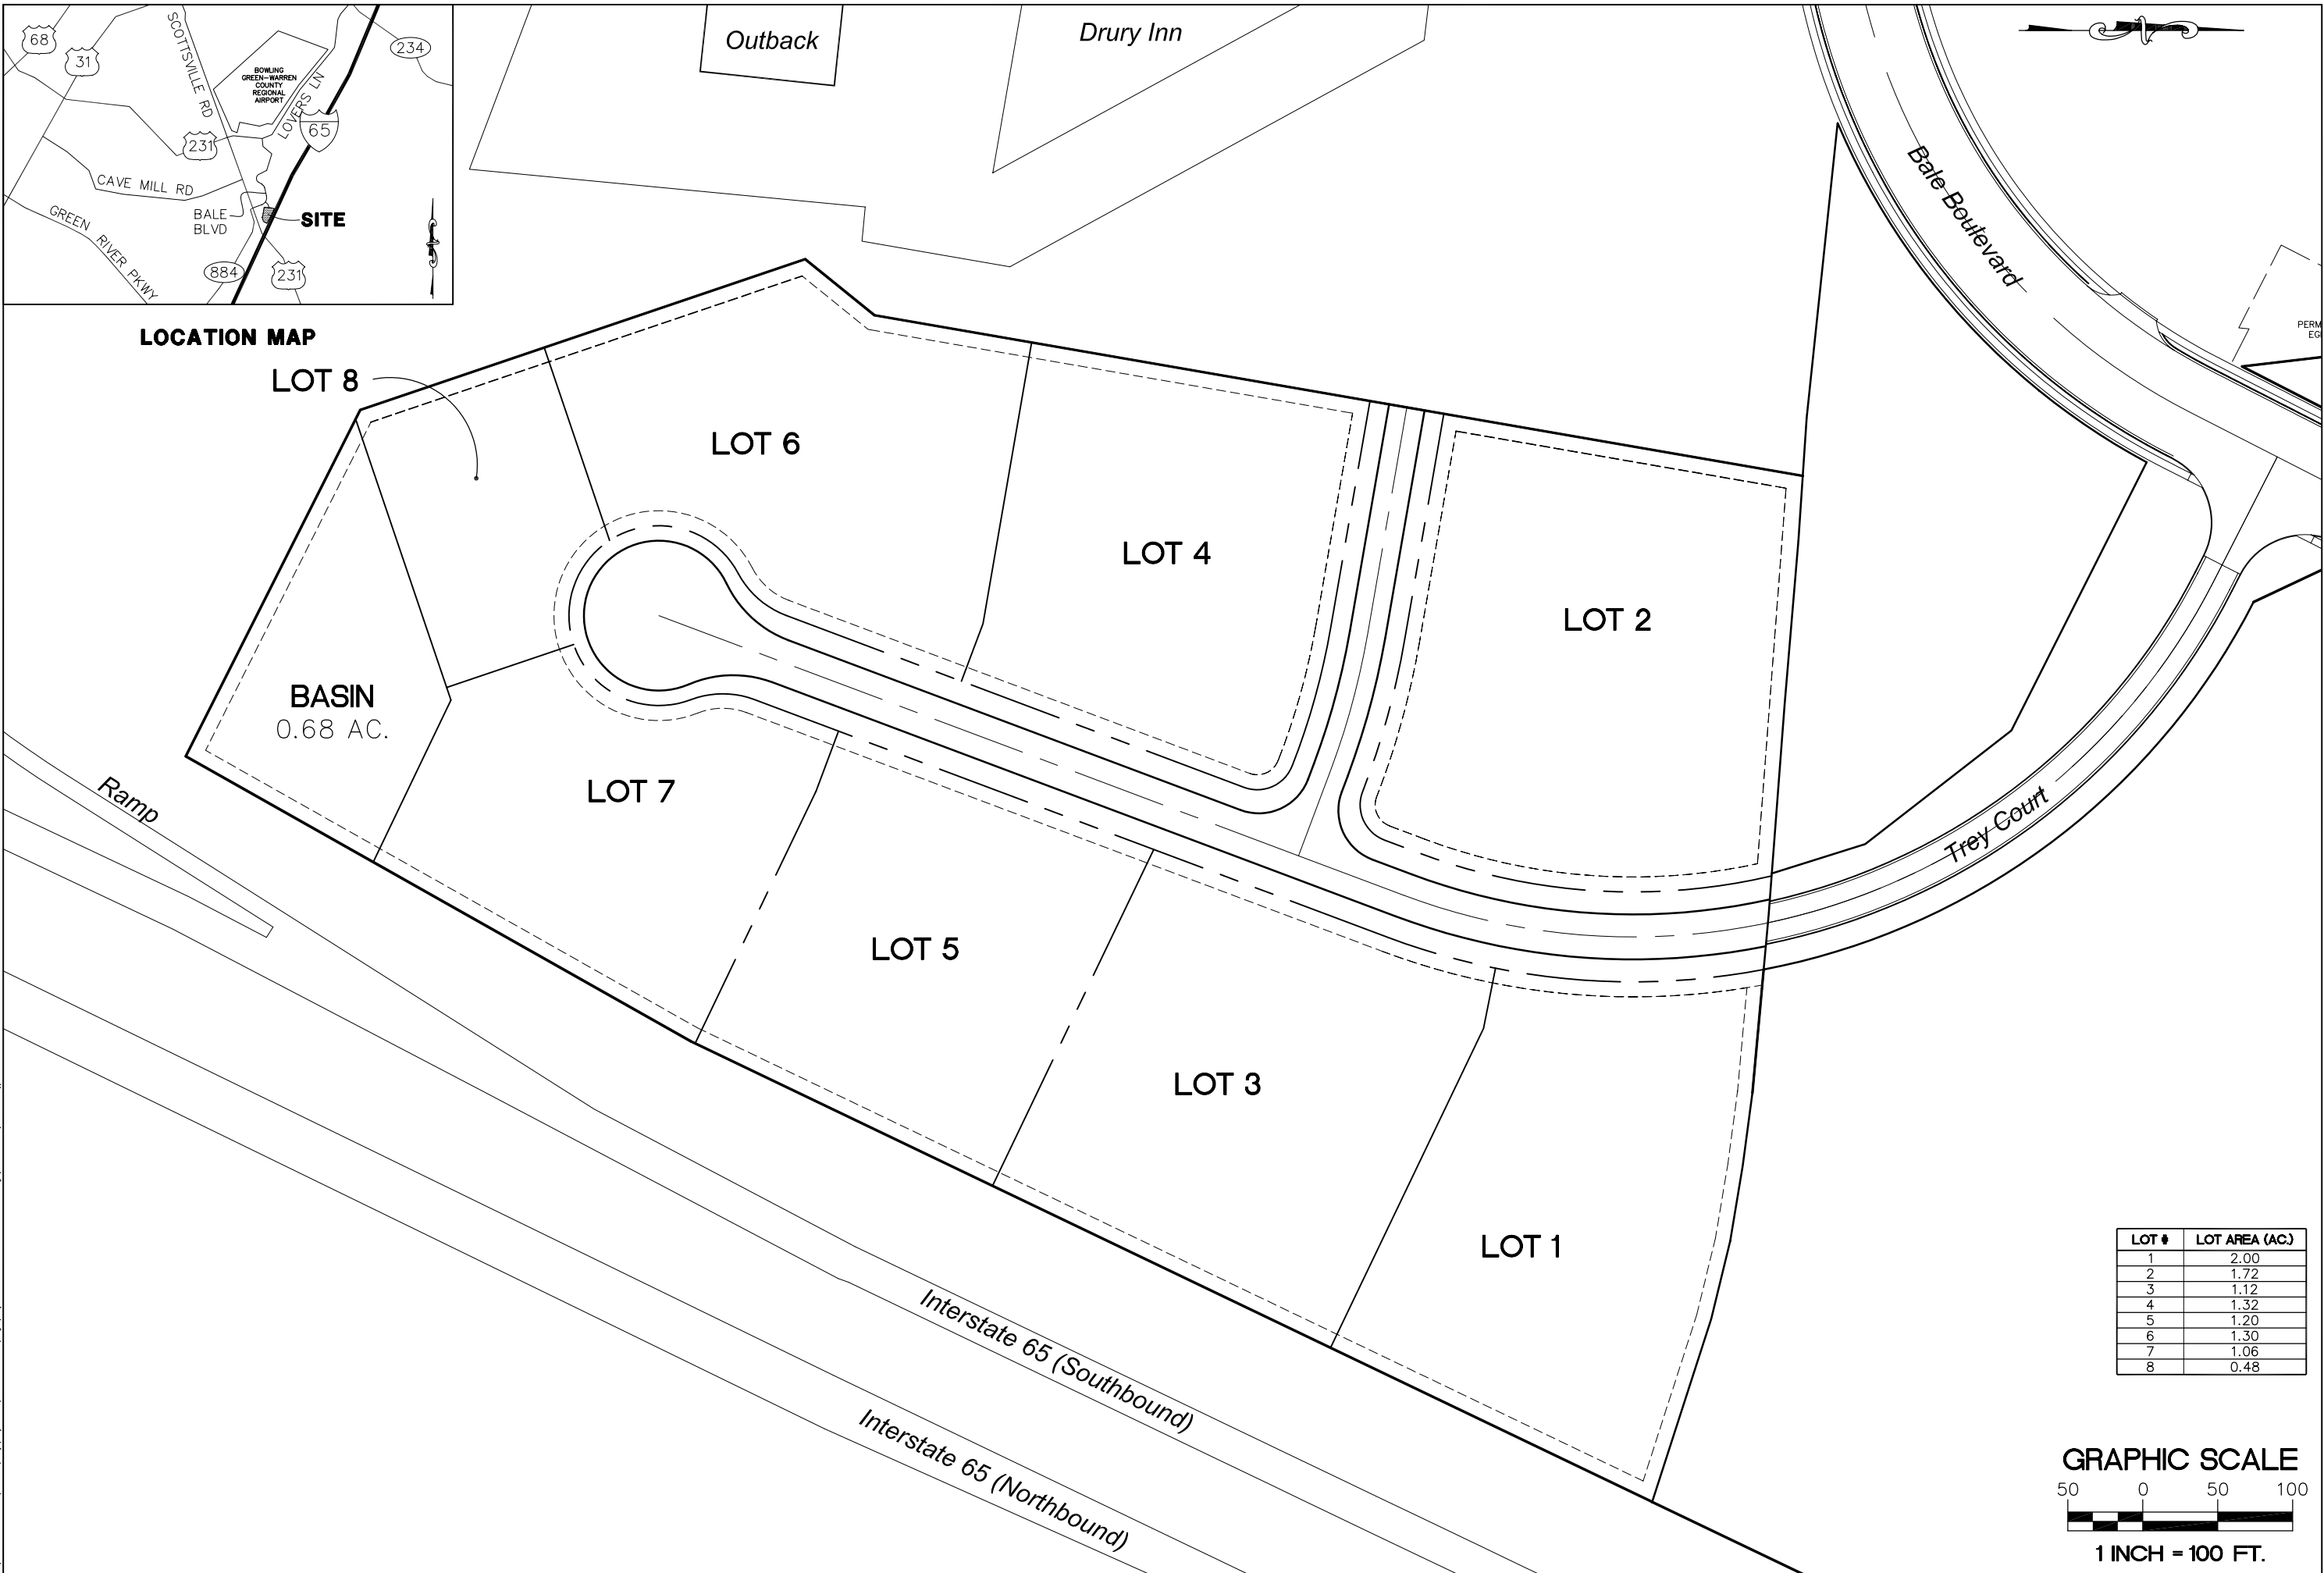 68
31
SCOTTSVILLE RD
BOWLING
GREEN-WARREN
COUNTY
REGIONAL
AIRPORT
LOVERS LN
234
65
231
CAVE MILL RD
GREEN RIVER PKWY
BALE
BLVD
SITE
884
231
LOCATION MAP
Outback
Drury Inn
Bale Boulevard
LOT 8
LOT 6
LOT 4
LOT 2
BASIN
0.68 AC.
LOT 7
Ramp
Trey Court
LOT 5
LOT 3
LOT 1
Interstate 65 (Southbound)
Interstate 65 (Northbound)
LOT # LOT AREA (AC.)
1 2.00
2 1.72
3 1.12
4 1.32
5 1.20
6 1.30
7 1.06
8 0.48
GRAPHIC SCALE
50 0 50 100
1 INCH = 100 FT.